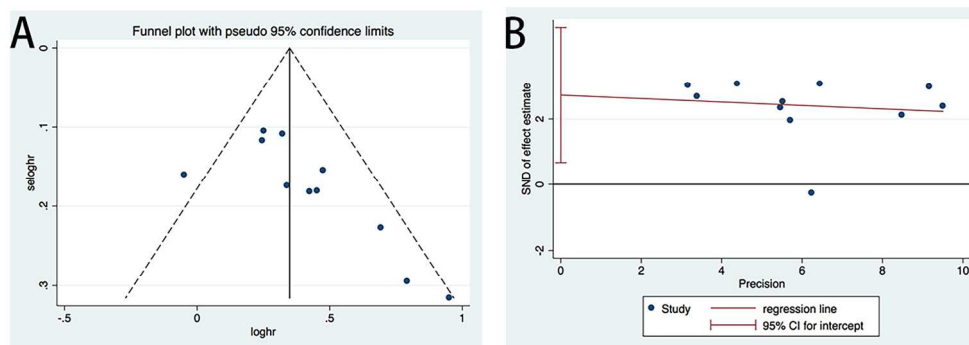 A
Funnel plot with pseudo 95% confidence limits
0
.1
.2
.3
seloghr
-.5
0
.5
1
loghr
B
2
0
-2
SND of effect estimate
0
2
4
6
8
10
Precision
Study
regression line
95% CI for intercept